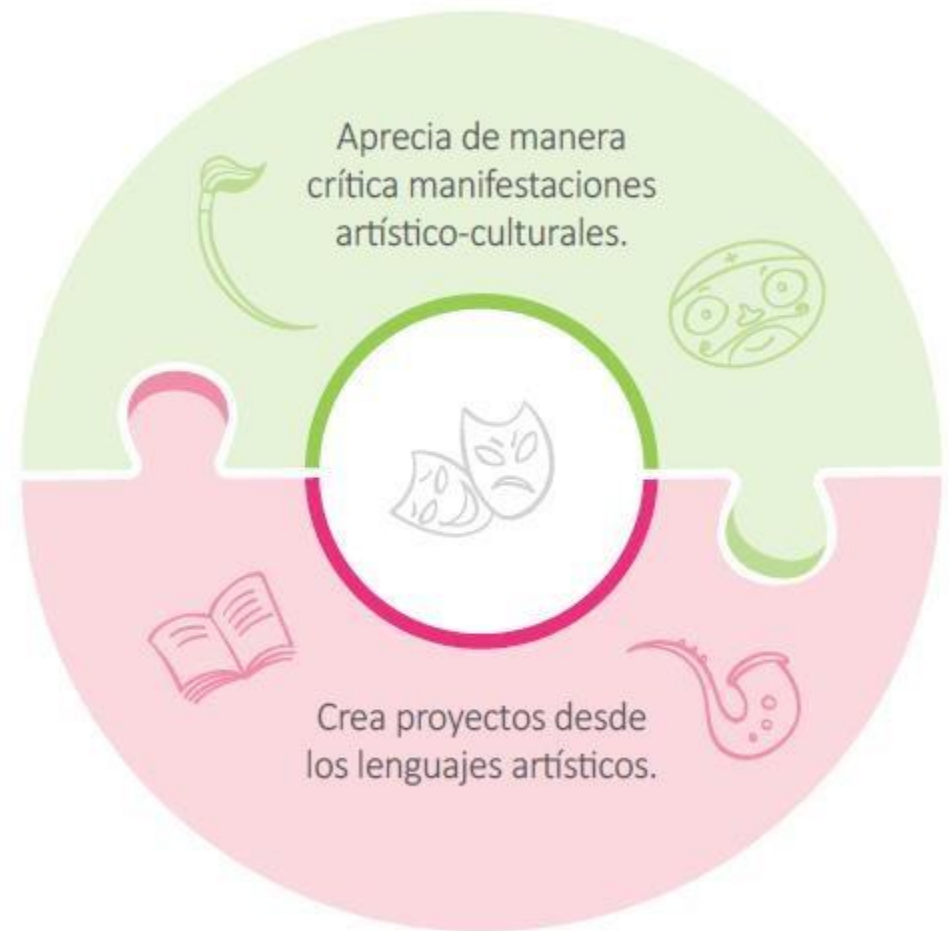 Aprecia de manera
crítica manifestaciones
artístico-culturales.
Crea proyectos desde
los lenguajes artísticos.